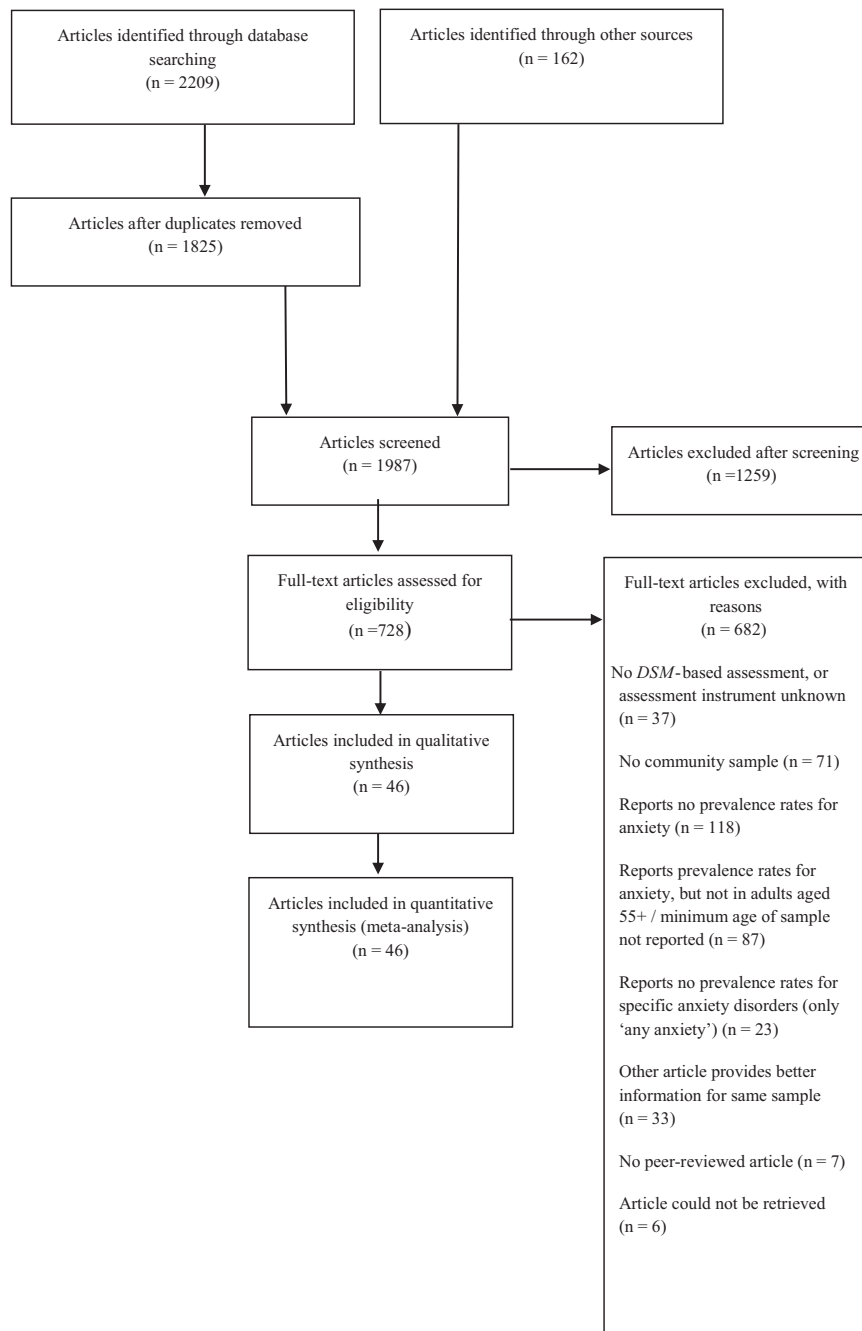 Articles identified through database
searching
(n = 2209)
Articles identified through other sources
(n = 162)
Articles after duplicates removed
(n = 1825)
Articles screened
(n = 1987)
Articles excluded after screening
(n =1259)
Full-text articles assessed for
eligibility
(n =728)
Full-text articles excluded, with
reasons
(n = 682)
No DSM-based assessment, or
assessment instrument unknown
(n = 37)
No community sample (n = 71)
Reports no prevalence rates for
anxiety (n = 118)
Reports prevalence rates for
anxiety, but not in adults aged
55+ / minimum age of sample
not reported (n = 87)
Reports no prevalence rates for
specific anxiety disorders (only
‘any anxiety’) (n = 23)
Other article provides better
information for same sample
(n = 33)
No peer-reviewed article (n = 7)
Article could not be retrieved
(n = 6)
Articles included in qualitative
synthesis
(n = 46)
Articles included in quantitative
synthesis (meta-analysis)
(n = 46)